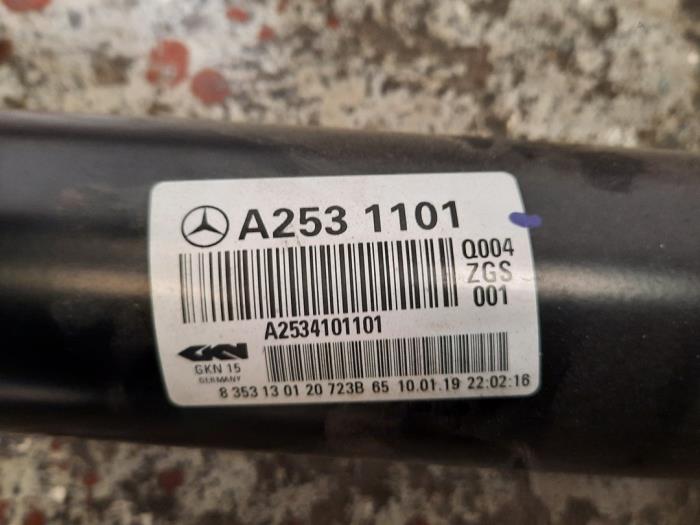 A253 1101
Q004
ZGS
001
A2534101101
GKN
GKN 15
GERMANY
8 353 13 01 20 723B 65 10.01.19 22:02:16